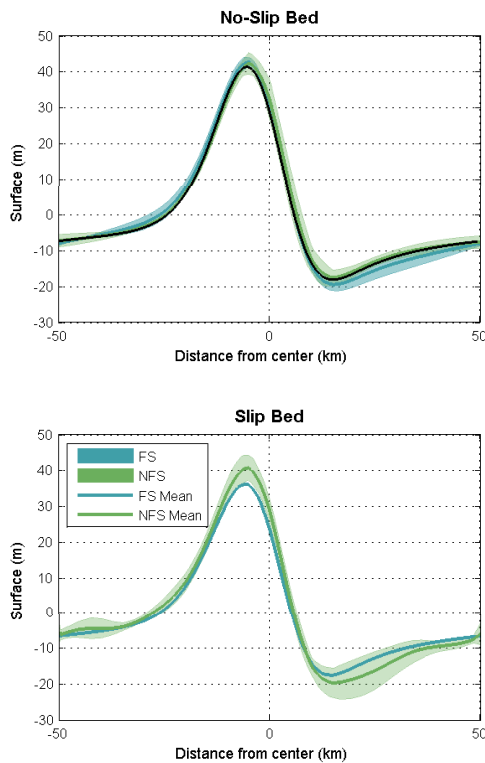 No-Slip Bed
50
40
30
20
10
0
-10
-20
-30
Surface (m)
-50 0 50
Distance from center (km)
Slip Bed
50
40
30
20
10
0
-10
-20
-30
Surface (m)
FS
NFS
FS Mean
NFS Mean
-50 0 50
Distance from center (km)